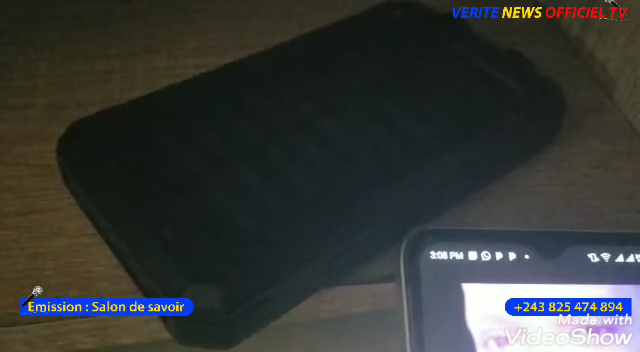 VERITE NEWS OFFICIEL TV
3:08 PM
Emission : Salon de savoir
+243 825 474 894
Made with
VideoShow